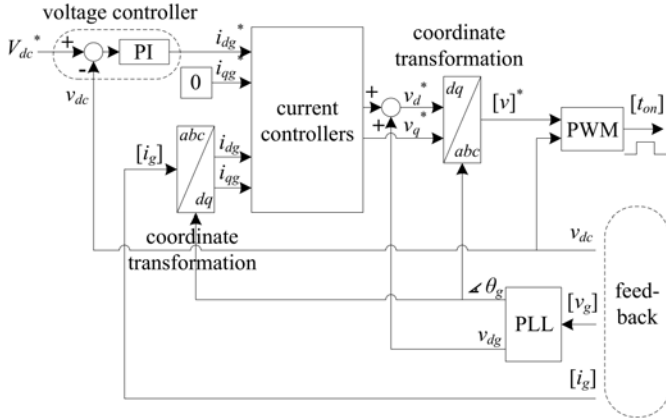 voltage controller
V_dc*
+
-
PI
i_dg*
0
i_qg*
v_dc
current
controllers
[i_g]
abc
dq
i_dg
i_qg
coordinate
transformation
+
+
v_d*
v_q*
coordinate
transformation
dq
abc
[v]*
PWM
[t_on]
v_dc
feed-
back
∡ θ_g
v_dg
PLL
[v_g]
[i_g]